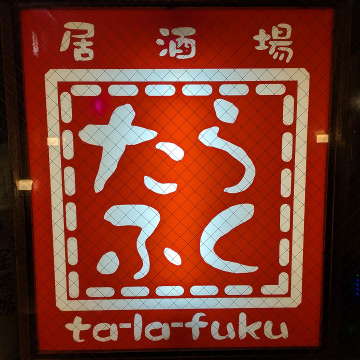 居酒場
たら
ふく
ta-la-fuku